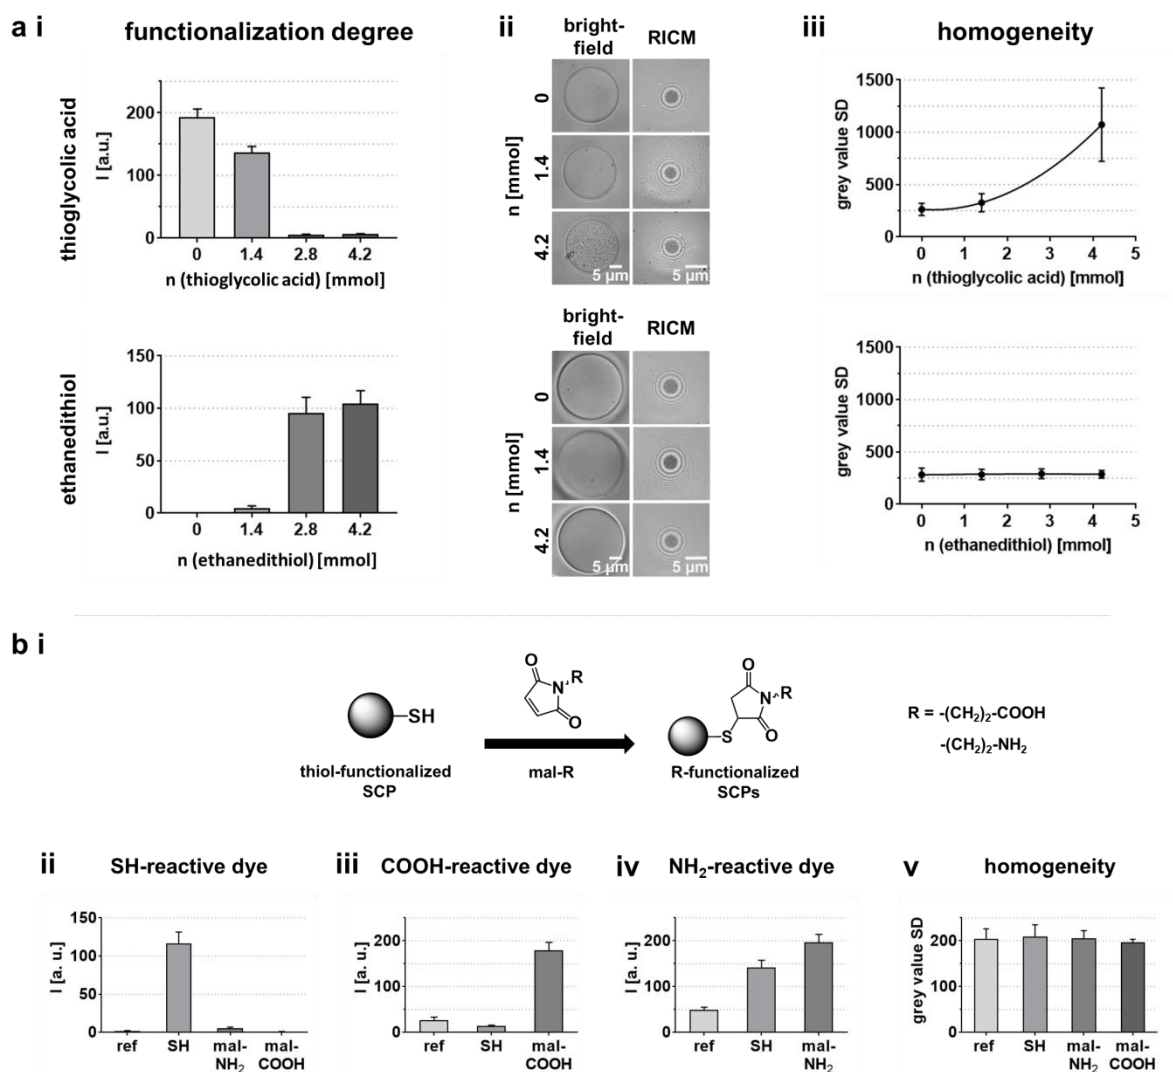 a i
functionalization degree
thioglycolic acid
I [a.u.]
200
100
0
0 1.4 2.8 4.2
n (thioglycolic acid) [mmol]
ethanedithiol
I [a.u.]
150
100
50
0
0 1.4 2.8 4.2
n (ethanedithiol) [mmol]
ii
bright-
field
RICM
n [mmol]
0
1.4
4.2
5 µm 5 µm
bright-
field
RICM
n [mmol]
0
1.4
4.2
5 µm 5 µm
iii
homogeneity
grey value SD
1500
1000
500
0
0 1 2 3 4 5
n (thioglycolic acid) [mmol]
grey value SD
1500
1000
500
0
0 1 2 3 4 5
n (ethanedithiol) [mmol]
b i
SH
thiol-functionalized
SCP
O
N
R
O
mal-R
S
O
N
R
O
R-functionalized
SCPs
R = -(CH2)2-COOH
-(CH2)2-NH2
ii
SH-reactive dye
I [a. u.]
150
100
50
0
ref SH mal-NH2 mal-COOH
iii
COOH-reactive dye
I [a. u.]
200
100
0
ref SH mal-COOH
iv
NH2-reactive dye
I [a. u.]
200
100
0
ref SH mal-NH2
v
homogeneity
grey value SD
200
100
0
ref SH mal-NH2 mal-COOH